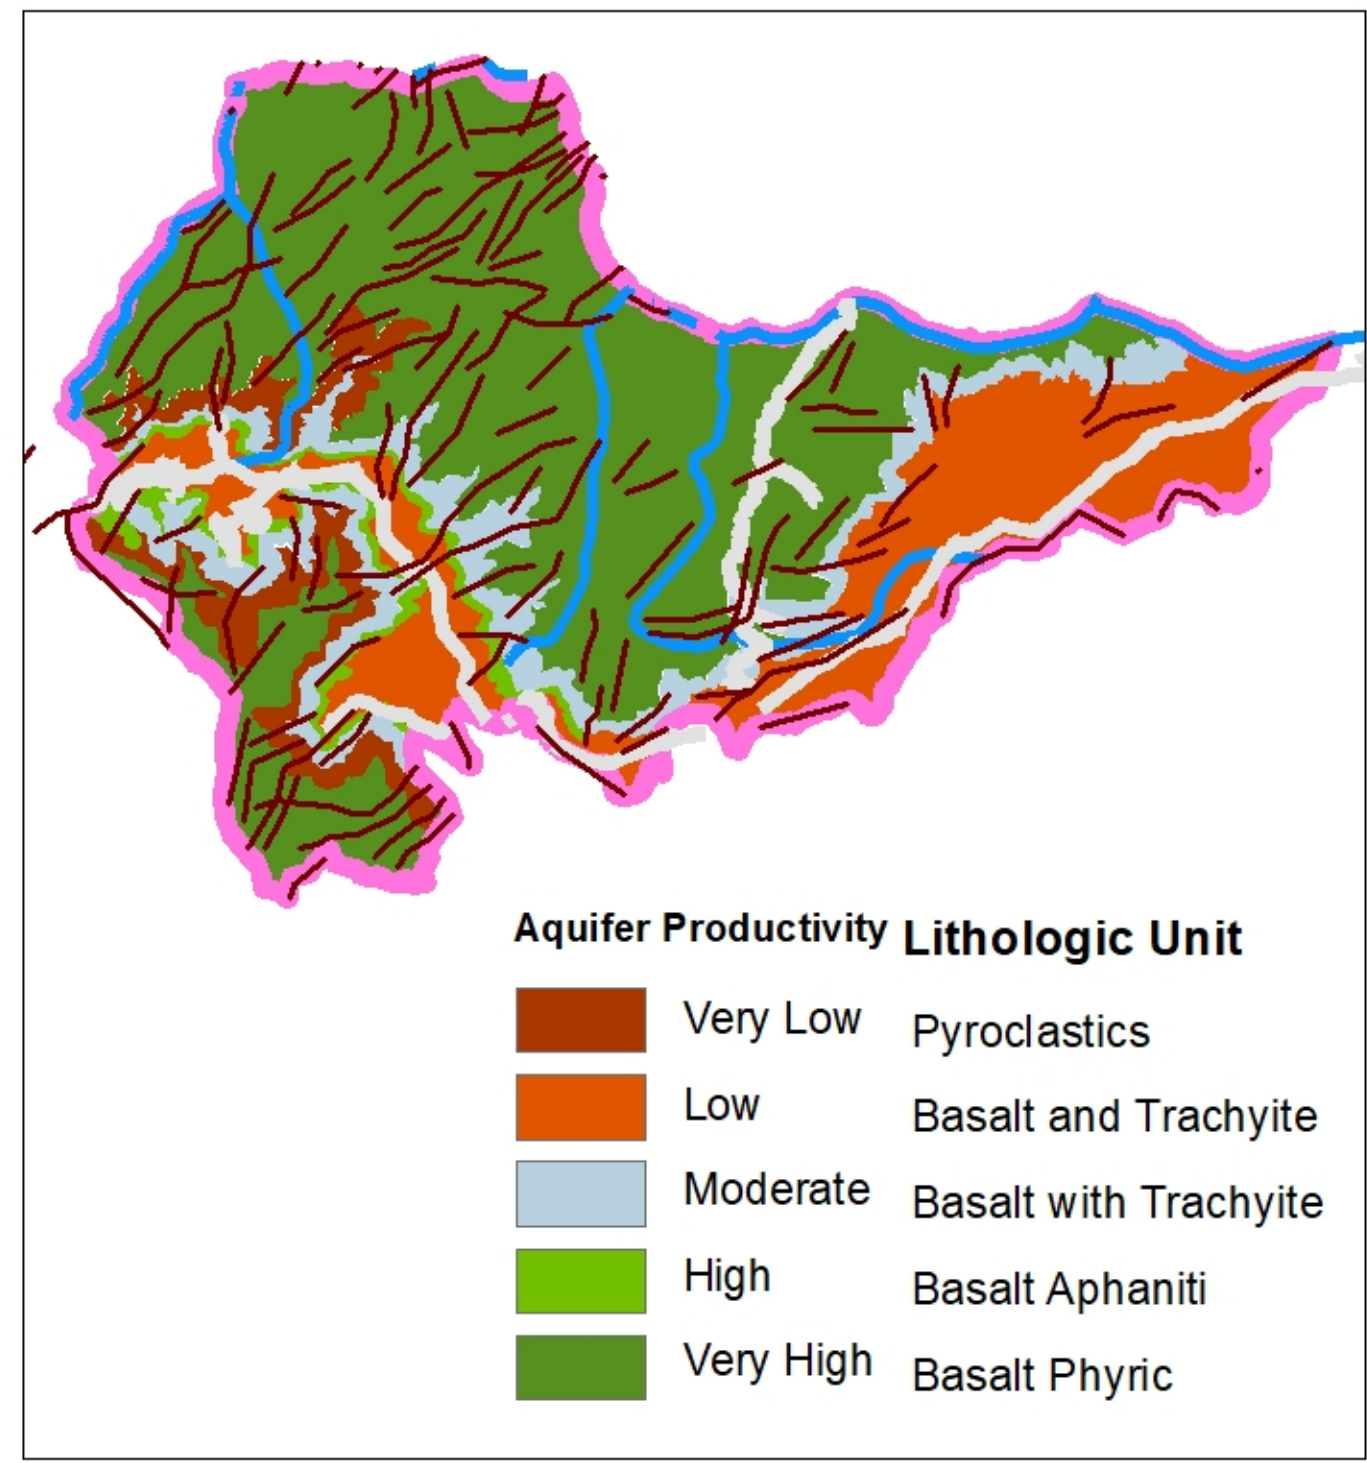 Aquifer Productivity Lithologic Unit
Very Low Pyroclastics
Low Basalt and Trachyite
Moderate Basalt with Trachyite
High Basalt Aphaniti
Very High Basalt Phyric